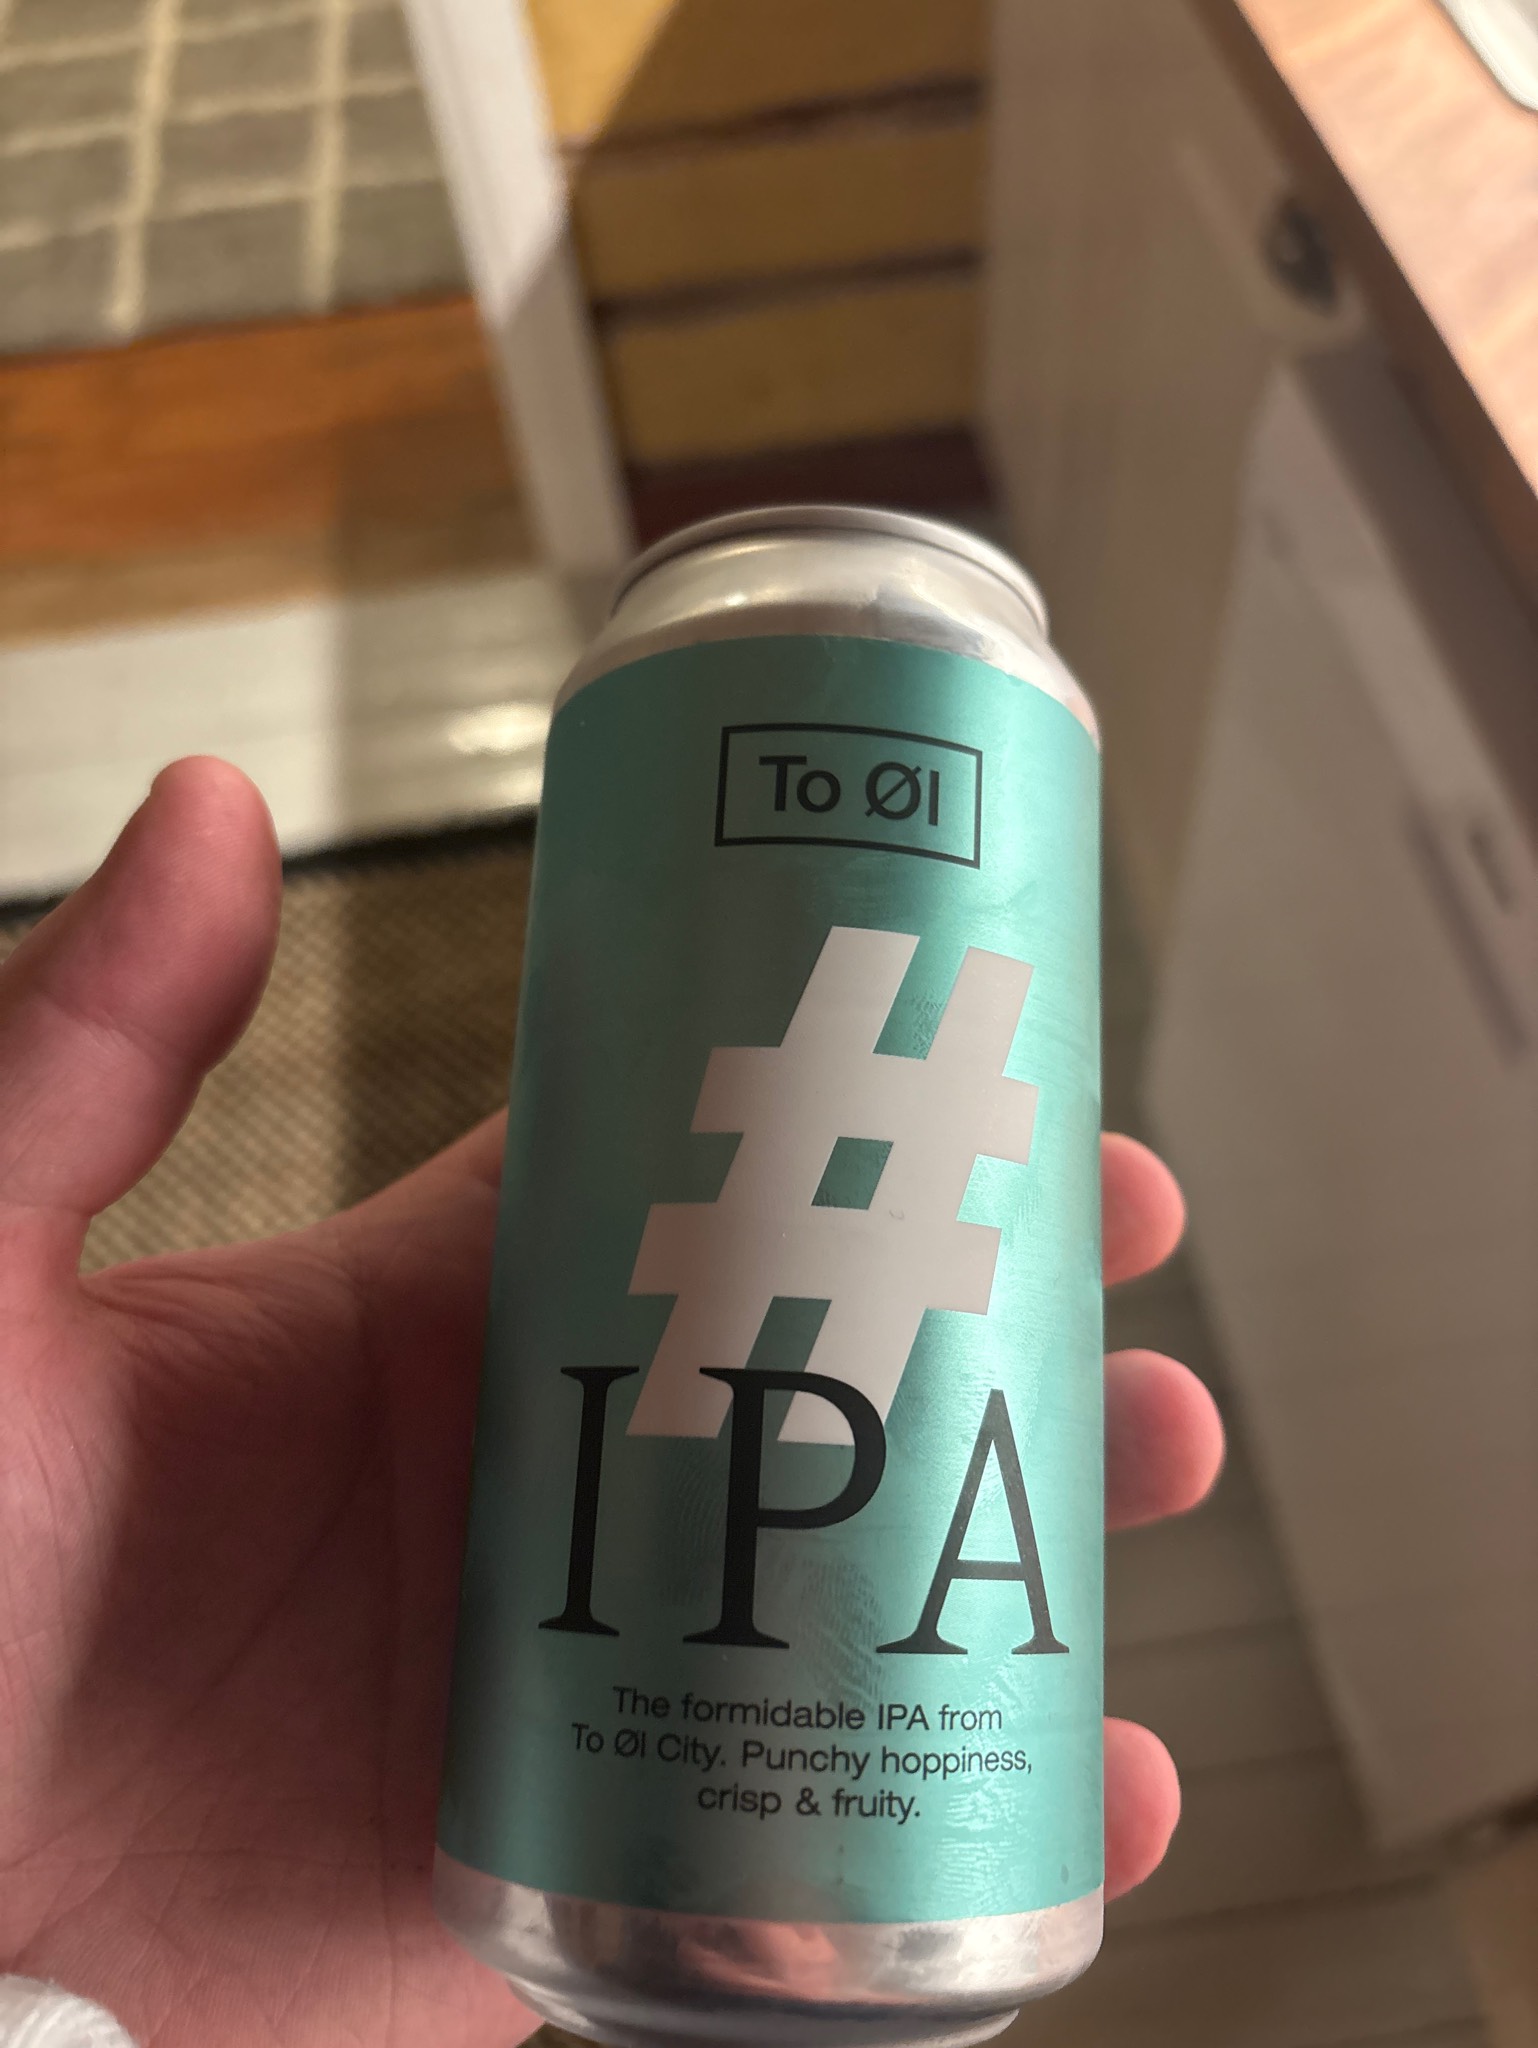 To Øl
#
IPA
The formidable IPA from
To Øl City. Punchy hoppiness,
crisp & fruity.